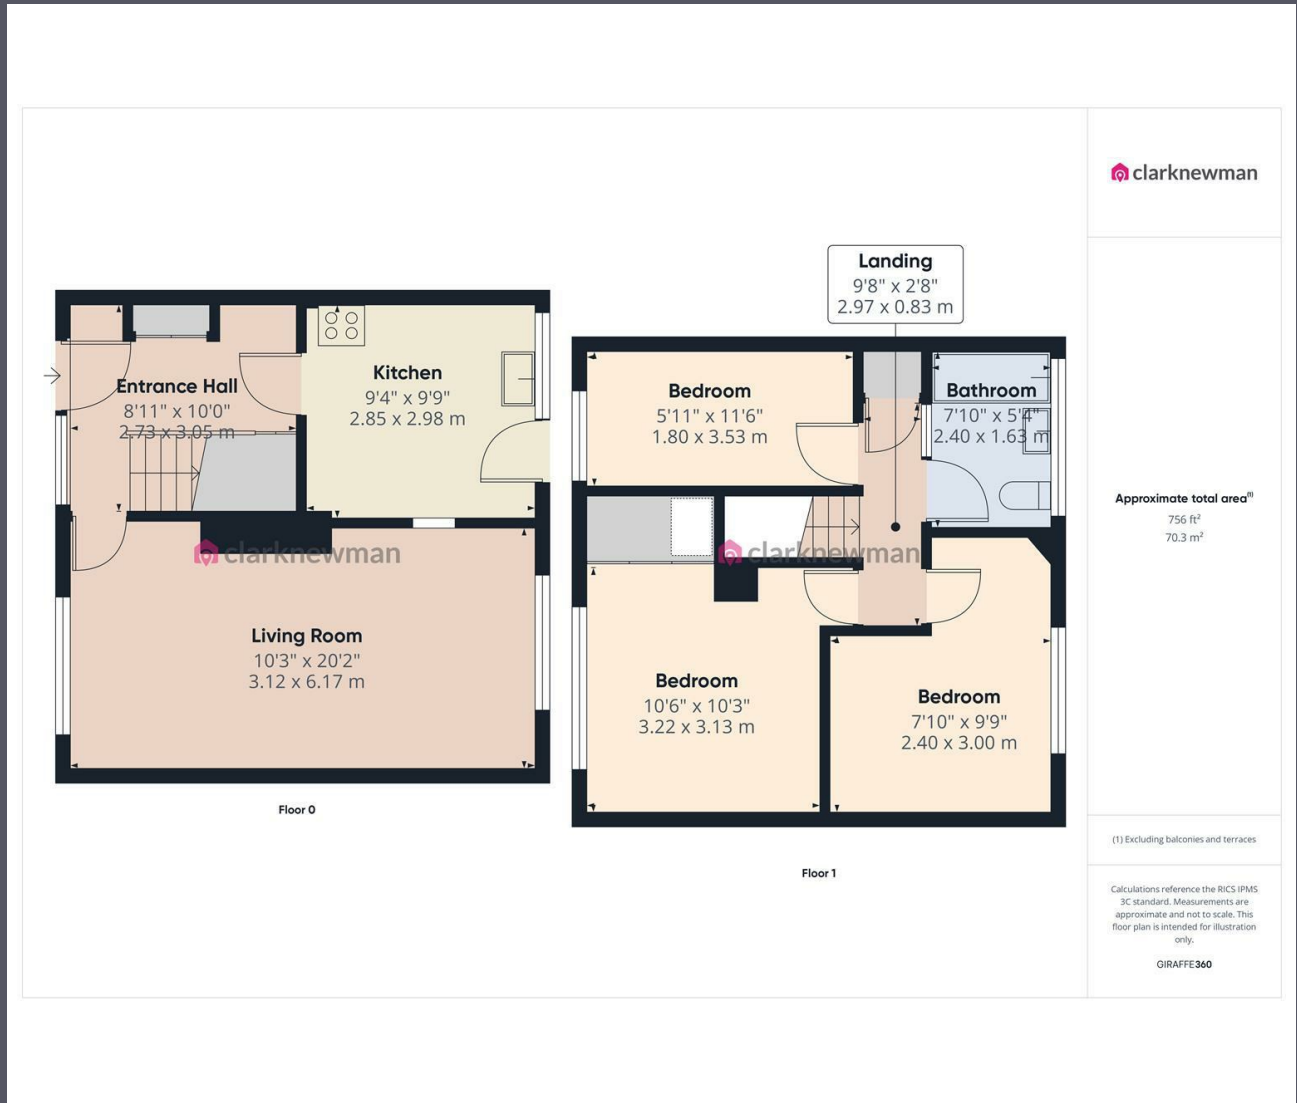 clarknewman
Landing
9'8" x 2'8"
2.97 x 0.83 m
Entrance Hall
8'11" x 10'0"
2.73 x 3.05 m
Kitchen
9'4" x 9'9"
2.85 x 2.98 m
Living Room
10'3" x 20'2"
3.12 x 6.17 m
clarknewman
Floor 0
Bedroom
5'11" x 11'6"
1.80 x 3.53 m
Bathroom
7'10" x 5'4"
2.40 x 1.63 m
clarknewman
Bedroom
10'6" x 10'3"
3.22 x 3.13 m
Bedroom
7'10" x 9'9"
2.40 x 3.00 m
Floor 1
Approximate total area(1)
756 ft²
70.3 m²
(1) Excluding balconies and terraces
Calculations reference the RICS IPMS
3C standard. Measurements are
approximate and not to scale. This
floor plan is intended for illustration
only.
GIRAFFE360